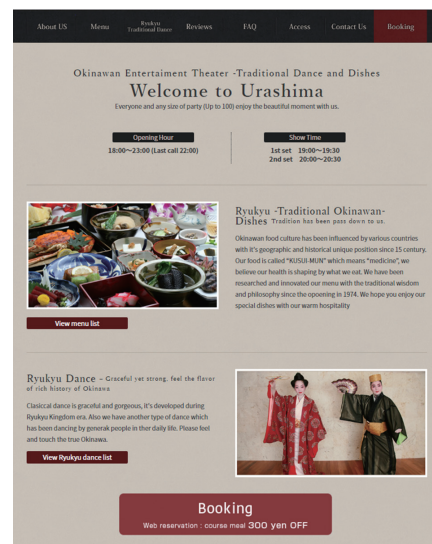 About US Menu Ryukyu Traditional Dance Reviews FAQ Access Contact Us Booking
Okinawan Entertaiment Theater -Traditional Dance and Dishes
Welcome to Urashima
Everyone and any size of party (Up to 100) enjoy the beautiful moment with us.
Opening Hour
18:00〜23:00 (Last call 22:00)
Show Time
1st set 19:00〜19:30
2nd set 20:00〜20:30
Ryukyu -Traditional Okinawan-
Dishes Tradition has been pass down to us.
Okinawan food culture has been influenced by various countries
with it's geographic and historical unique position since 15 century.
Our food is called "KUSUI-MUN" which means "medicine", we
believe our health is shaping by what we eat. We have been
researched and innovated our menu with the traditional wisdom
and philosophy since the opoening in 1974. We hope you enjoy our
special dishes with our warm hospitality
View menu list
Ryukyu Dance – Graceful yet strong. feel the flavor
of rich history of Okinana
Clasiccal dance is graceful and gorgeous, it's developed during
Ryukyu Kingdom era. Also we have another type of dance which
has been dancing by generak people in ther daily life. Please feel
and touch the true Okinawa.
View Ryukyu dance list
Booking
Web reservation : course meal 300 yen OFF